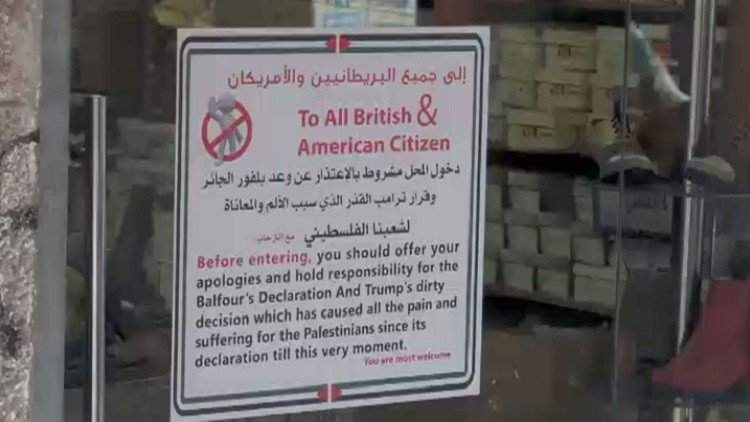 إلى جميع البريطانيين والأمريكان
To All British &
American Citizen
دخول المحل مشروط بالاعتذار عن وعد بلفور الجائر
وقرار ترامب القذر الذي سبب الألم والمعاناة
لشعبنا الفلسطيني مع الترحاب
Before entering, you should offer your
apologies and hold responsibility for the
Balfour's Declaration And Trump's dirty
decision which has caused all the pain and
suffering for the Palestinians since its
declaration till this very moment.
You are most welcome